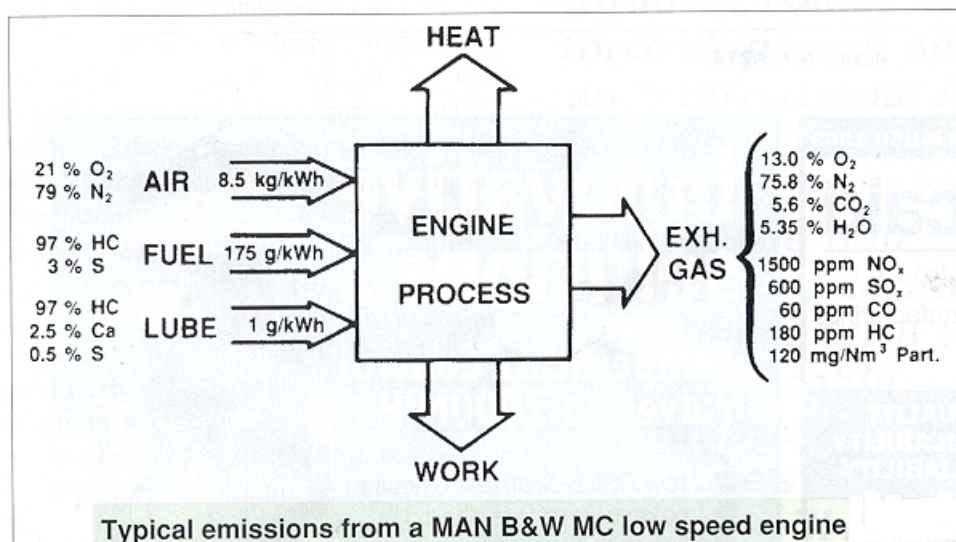 HEAT
21 % O₂
79 % N₂
AIR
8.5 kg/kWh
97 % HC
3 % S
FUEL
175 g/kWh
97 % HC
2.5 % Ca
0.5 % S
LUBE
1 g/kWh
ENGINE
PROCESS
EXH.
GAS
13.0 % O₂
75.8 % N₂
5.6 % CO₂
5.35 % H₂O
1500 ppm NOₓ
600 ppm SOₓ
60 ppm CO
180 ppm HC
120 mg/Nm³ Part.
WORK
Typical emissions from a MAN B&W MC low speed engine